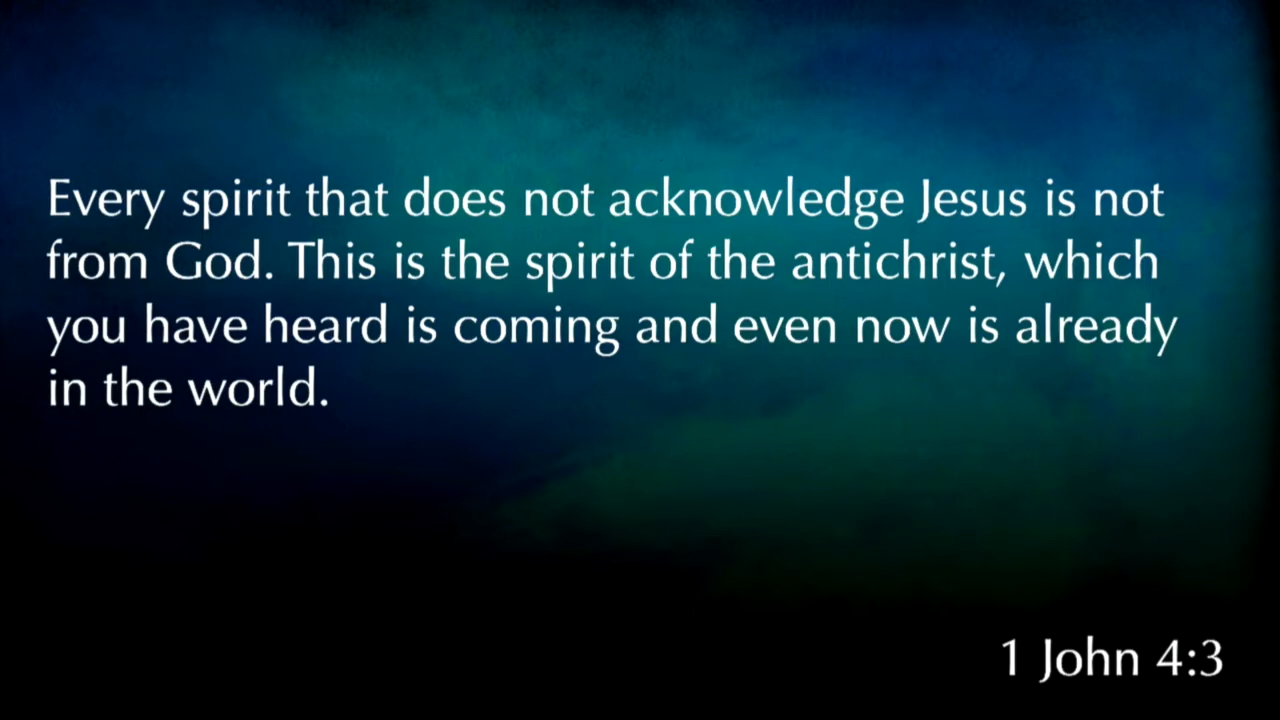 Every spirit that does not acknowledge Jesus is not
from God. This is the spirit of the antichrist, which
you have heard is coming and even now is already
in the world.
1 John 4:3